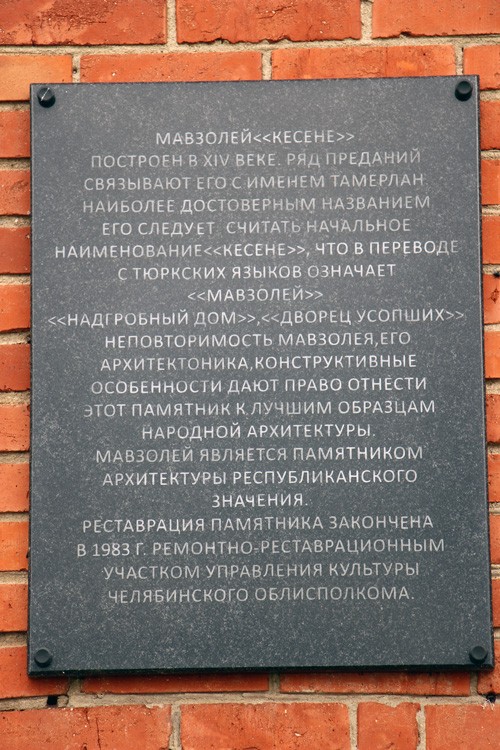 МАВЗОЛЕЙ<<КЕСЕНЕ>>
ПОСТРОЕН В XIV ВЕКЕ. РЯД ПРЕДАНИЙ
СВЯЗЫВАЮТ ЕГО С ИМЕНЕМ ТАМЕРЛАН
НАИБОЛЕЕ ДОСТОВЕРНЫМ НАЗВАНИЕМ
ЕГО СЛЕДУЕТ СЧИТАТЬ НАЧАЛЬНОЕ
НАИМЕНОВАНИЕ<<КЕСЕНЕ>>, ЧТО В ПЕРЕВОДЕ
С ТЮРКСКИХ ЯЗЫКОВ ОЗНАЧАЕТ
<<МАВЗОЛЕЙ>>
<<НАДГРОБНЫЙ ДОМ>>,<<ДВОРЕЦ УСОПШИХ>>
НЕПОВТОРИМОСТЬ МАВЗОЛЕЯ,ЕГО
АРХИТЕКТОНИКА,КОНСТРУКТИВНЫЕ
ОСОБЕННОСТИ ДАЮТ ПРАВО ОТНЕСТИ
ЭТОТ ПАМЯТНИК К ЛУЧШИМ ОБРАЗЦАМ
НАРОДНОЙ АРХИТЕКТУРЫ.
МАВЗОЛЕЙ ЯВЛЯЕТСЯ ПАМЯТНИКОМ
АРХИТЕКТУРЫ РЕСПУБЛИКАНСКОГО
ЗНАЧЕНИЯ.
РЕСТАВРАЦИЯ ПАМЯТНИКА ЗАКОНЧЕНА
В 1983 Г. РЕМОНТНО-РЕСТАВРАЦИОННЫМ
УЧАСТКОМ УПРАВЛЕНИЯ КУЛЬТУРЫ
ЧЕЛЯБИНСКОГО ОБЛИСПОЛКОМА.